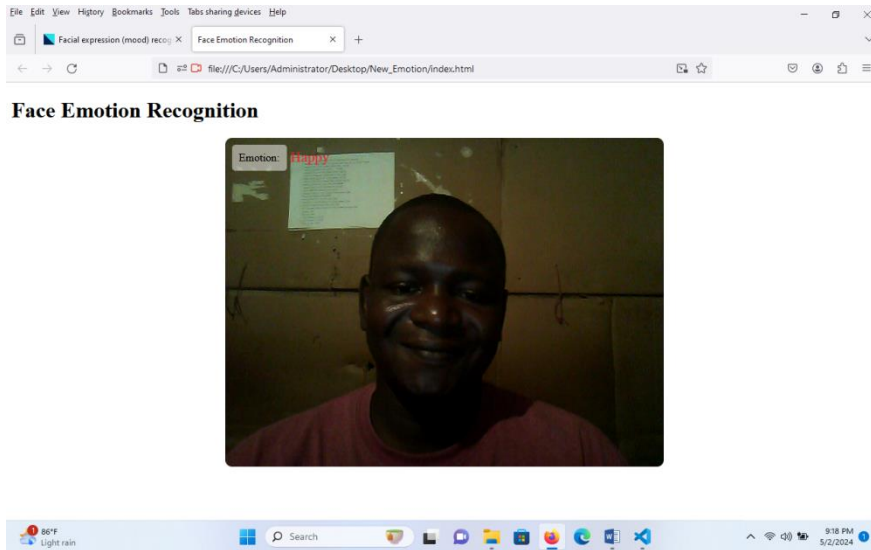 File Edit View History Bookmarks Tools Tabs sharing devices Help
Facial expression (mood) recog
Face Emotion Recognition
file:///C:/Users/Administrator/Desktop/New_Emotion/index.html
Face Emotion Recognition
Emotion: Happy
1
86°F
Light rain
Search
9:18 PM
5/2/2024
1